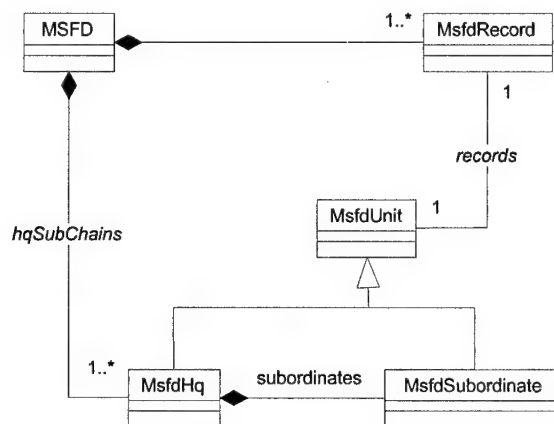 MSFD
1..*
MsfdRecord
1
records
MsfdUnit
1
hqSubChains
1..*
MsfdHq
subordinates
MsfdSubordinate